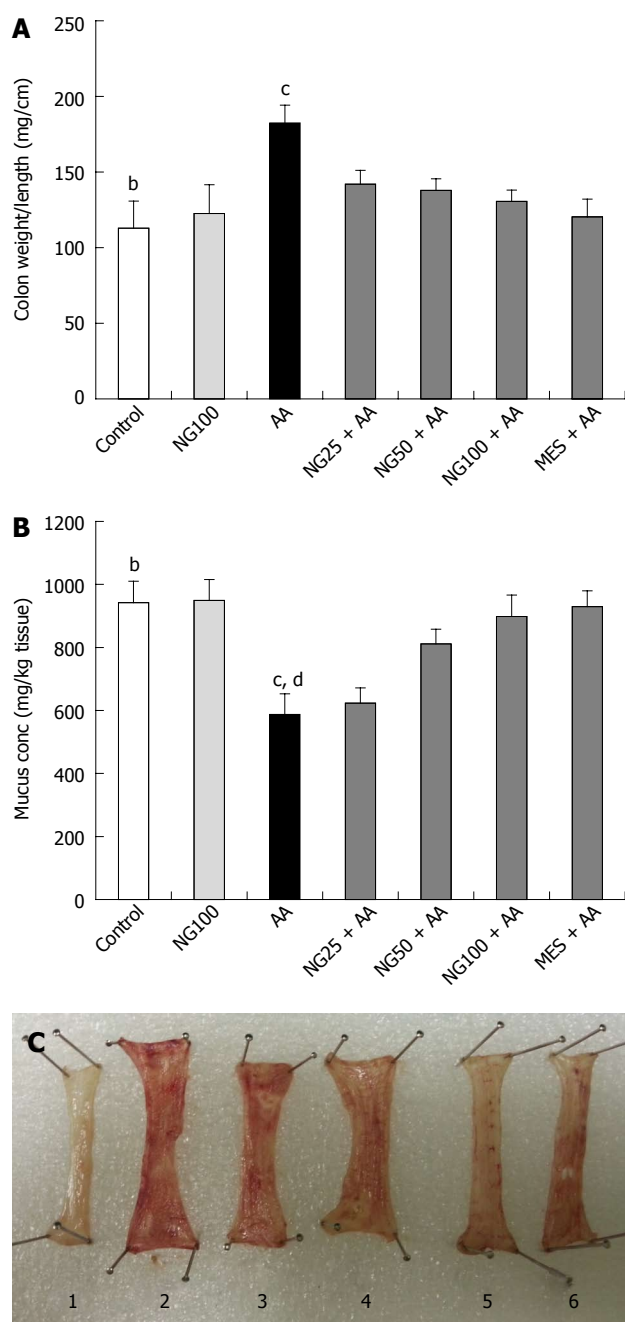 A
Colon weight/length (mg/cm)
250
200
150
100
50
0
b
c
Control
NG100
AA
NG25 + AA
NG50 + AA
NG100 + AA
MES + AA
B
Mucus conc (mg/kg tissue)
1200
1000
800
600
400
200
0
b
c, d
Control
NG100
AA
NG25 + AA
NG50 + AA
NG100 + AA
MES + AA
C
1 2 3 4 5 6